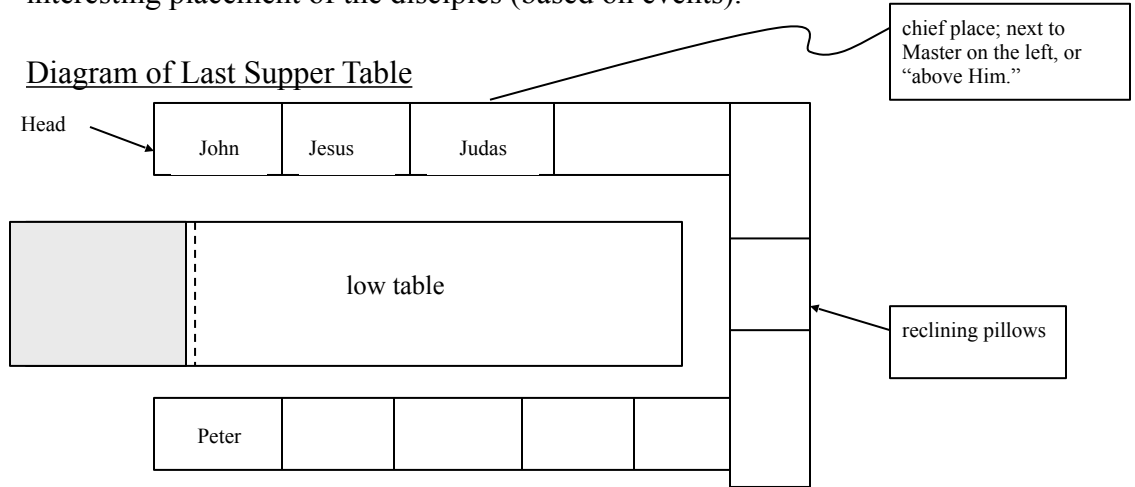 interesting placement of the disciples (based on events):
Diagram of Last Supper Table
chief place; next to
Master on the left, or
“above Him.”
Head
John
Jesus
Judas
low table
reclining pillows
Peter